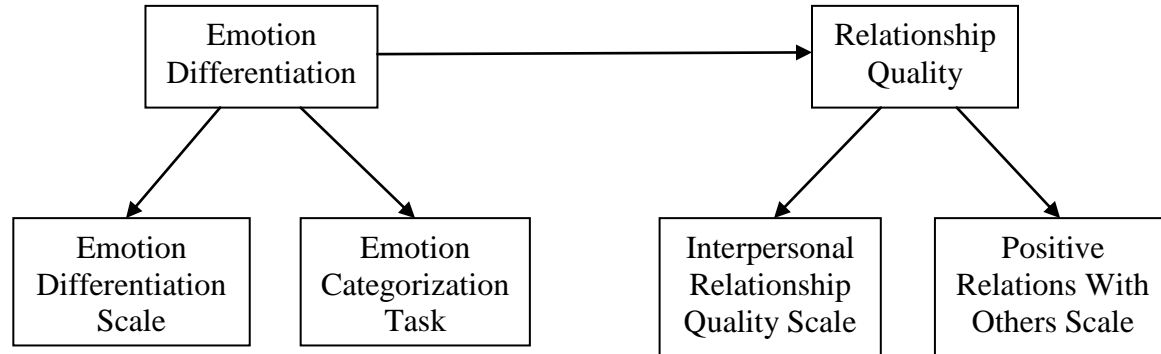 Emotion
Differentiation
Relationship
Quality
Emotion
Differentiation
Scale
Emotion
Categorization
Task
Interpersonal
Relationship
Quality Scale
Positive
Relations With
Others Scale